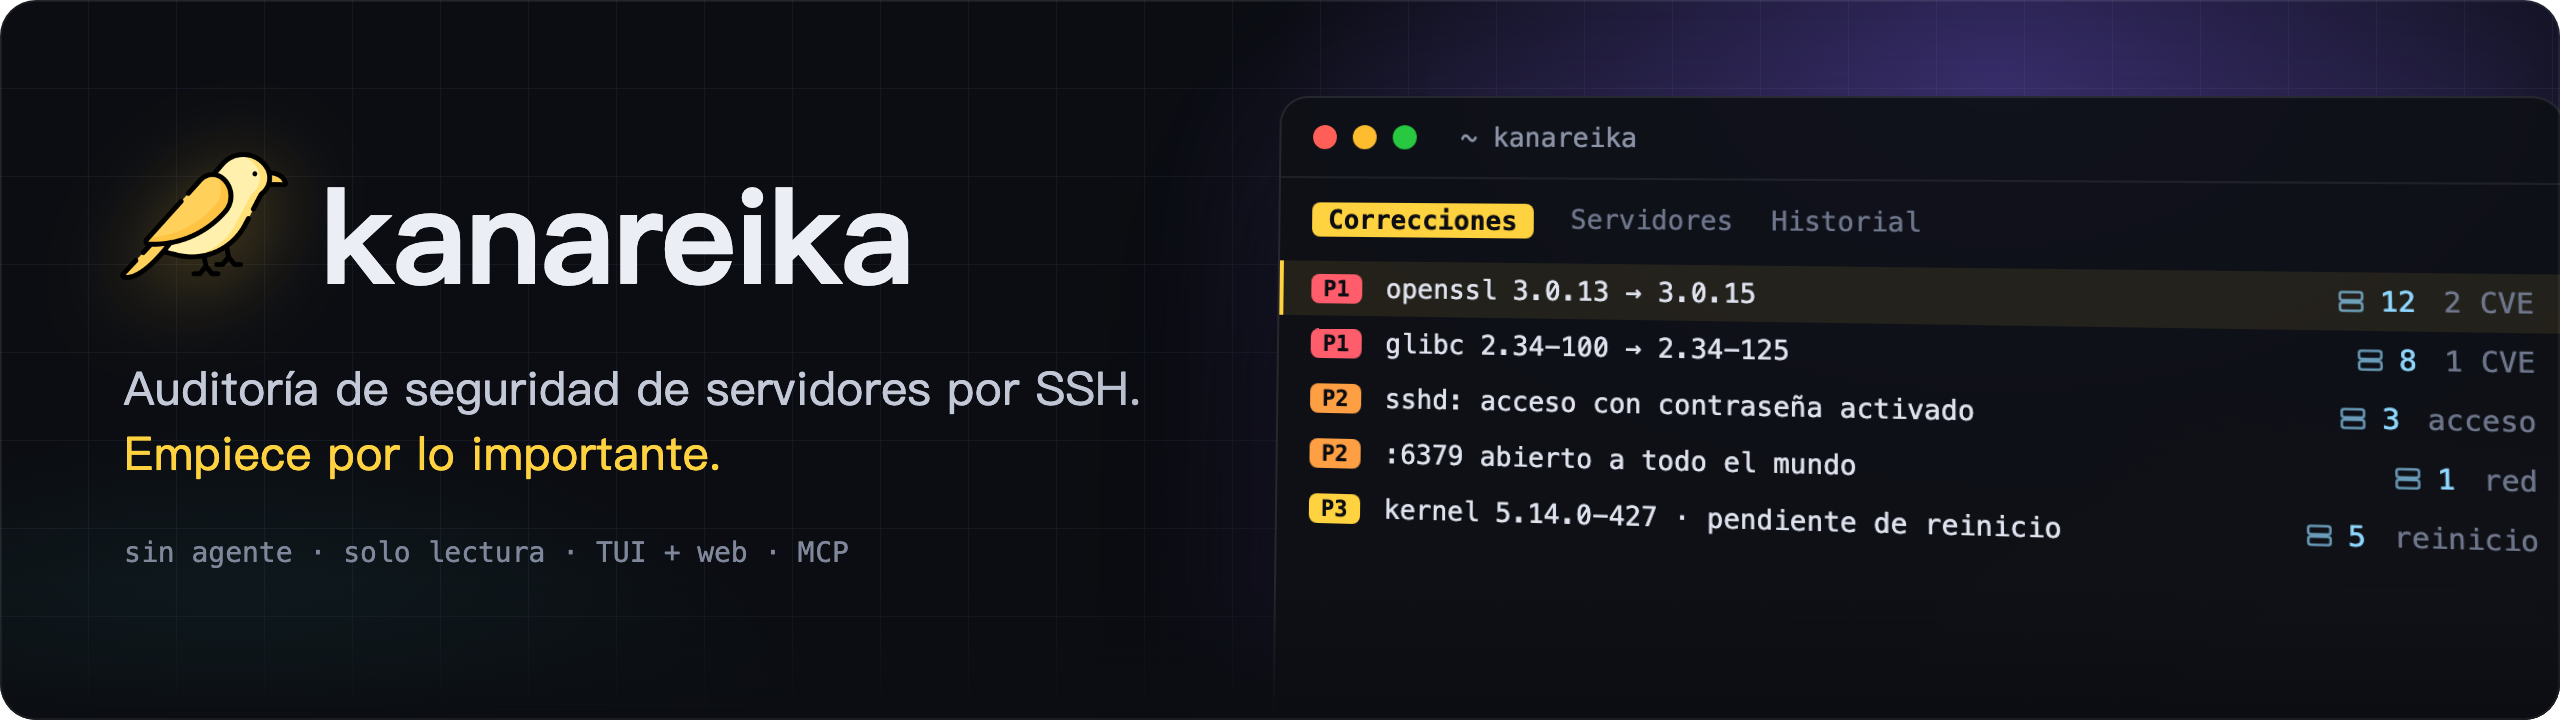 kanareika
Auditoría de seguridad de servidores por SSH.
Empiece por lo importante.
sin agente · solo lectura · TUI + web · MCP
~ kanareika
Correcciones Servidores Historial
P1 openssl 3.0.13 → 3.0.15 12 2 CVE
P1 glibc 2.34-100 → 2.34-125 8 1 CVE
P2 sshd: acceso con contraseña activado 3 acceso
P2 :6379 abierto a todo el mundo 1 red
P3 kernel 5.14.0-427 · pendiente de reinicio 5 reinicio